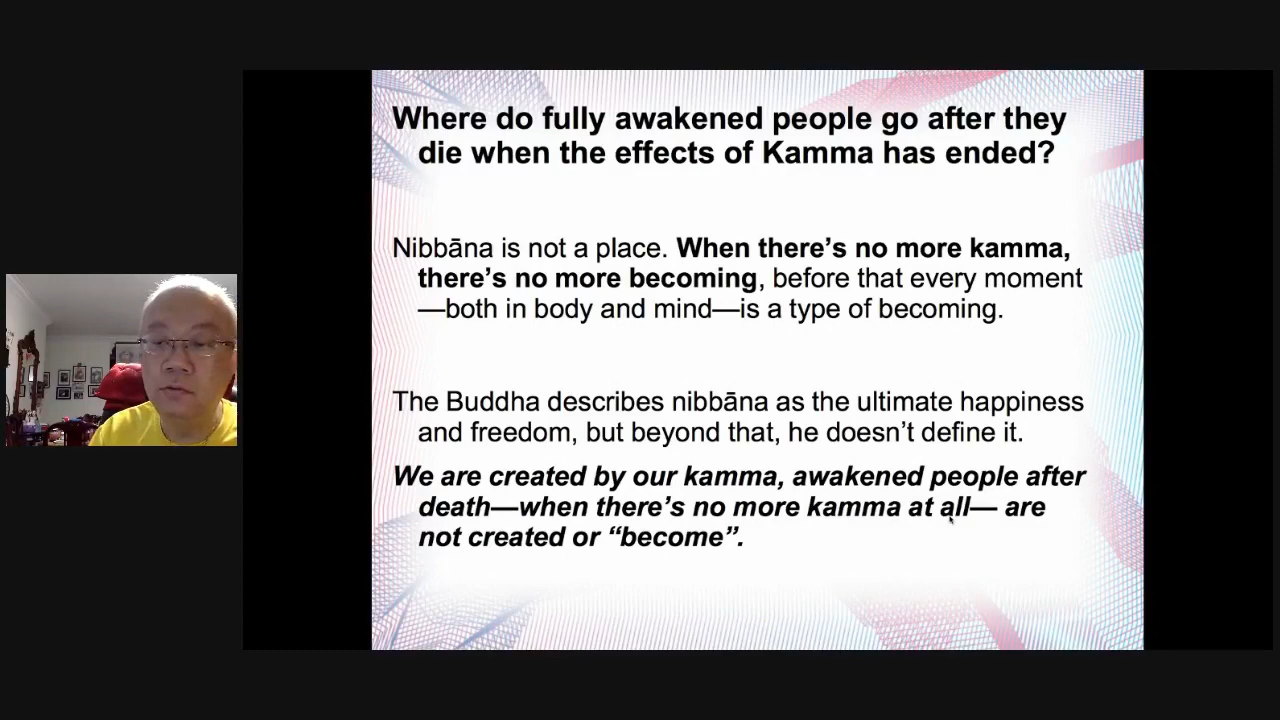 Where do fully awakened people go after they
die when the effects of Kamma has ended?
Nibbāna is not a place. When there’s no more kamma,
there’s no more becoming, before that every moment
—both in body and mind—is a type of becoming.
The Buddha describes nibbāna as the ultimate happiness
and freedom, but beyond that, he doesn’t define it.
We are created by our kamma, awakened people after
death—when there’s no more kamma at all— are
not created or “become”.